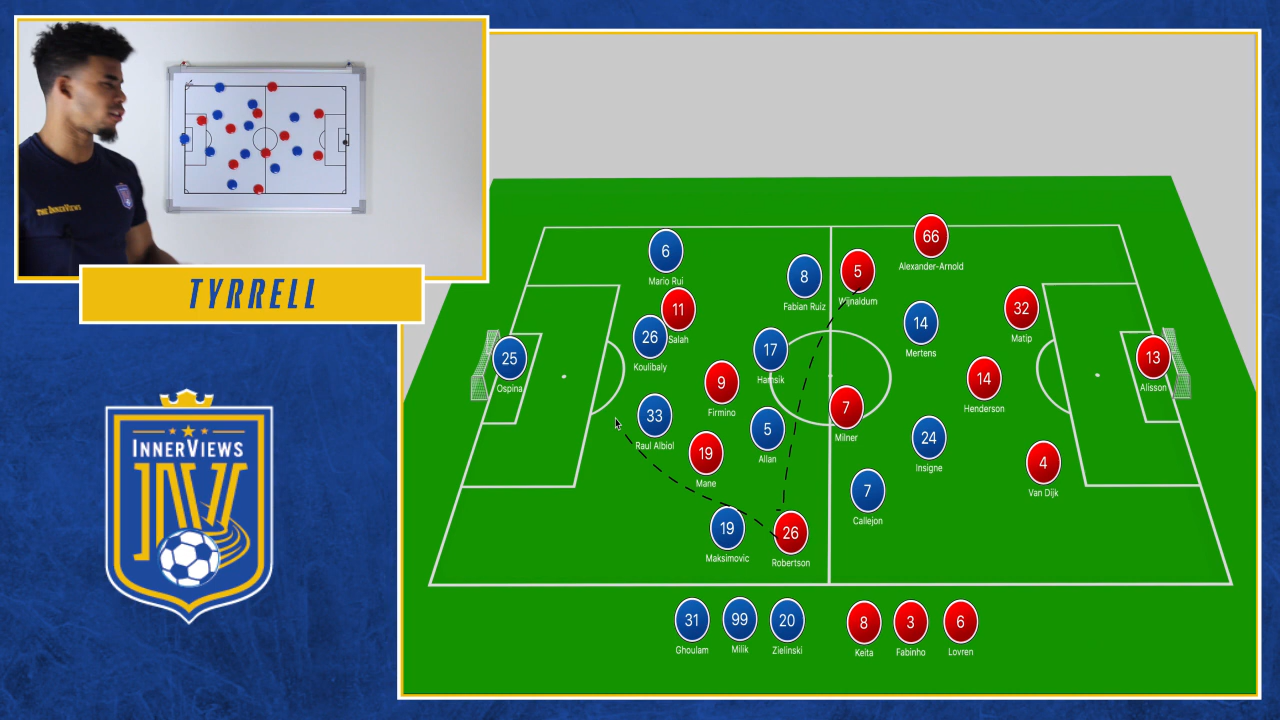 THE INNERVIEWS
TYRRELL
INNERVIEWS
IV
6
Mario Rui
66
Alexander-Arnold
8
Fabian Ruiz
5
Wijnaldum
11
Salah
26
Koulibaly
14
Mertens
32
Matip
25
Ospina
17
Hamsik
13
Alisson
9
Firmino
14
Henderson
33
Raul Albiol
7
Milner
5
Allan
24
Insigne
19
Mane
4
Van Dijk
7
Callejon
19
Maksimovic
26
Robertson
31
Ghoulam
99
Milik
20
Zielinski
8
Keita
3
Fabinho
6
Lovren